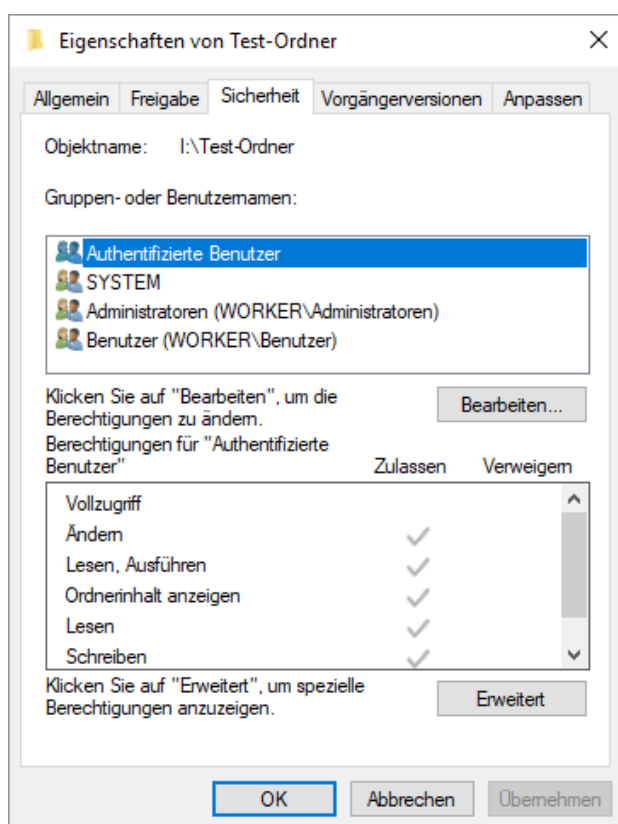 Eigenschaften von Test-Ordner
Allgemein Freigabe Sicherheit Vorgängerversionen Anpassen
Objektname: I:\Test-Ordner
Gruppen- oder Benutzernamen:
Authentifizierte Benutzer
SYSTEM
Administratoren (WORKER\Administratoren)
Benutzer (WORKER\Benutzer)
Klicken Sie auf "Bearbeiten", um die
Berechtigungen zu ändern.
Bearbeiten...
Berechtigungen für "Authentifizierte
Benutzer"
Zulassen Verweigern
Vollzugriff
Ändern
Lesen, Ausführen
Ordnerinhalt anzeigen
Lesen
Schreiben
Klicken Sie auf "Erweitert", um spezielle
Berechtigungen anzuzeigen.
Erweitert
OK Abbrechen Übernehmen